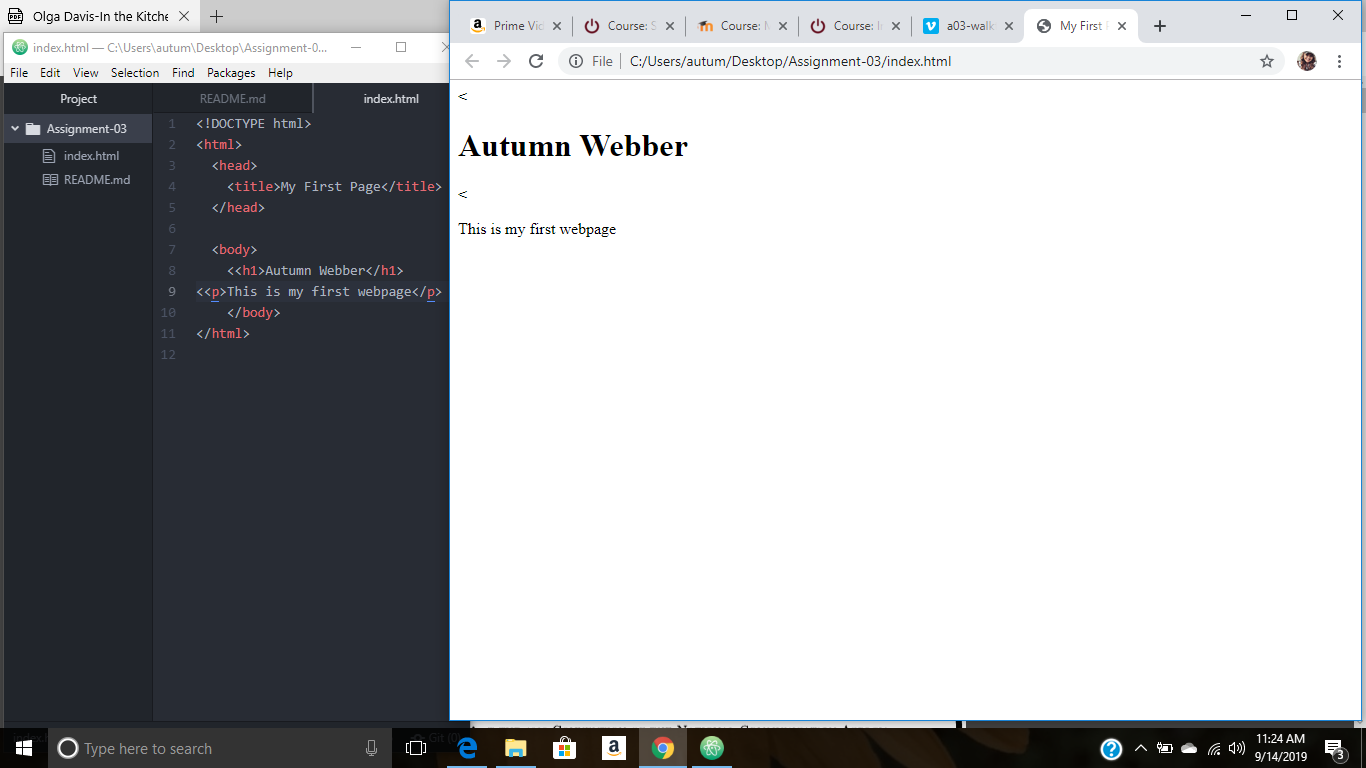 Olga Davis-In the Kitche
index.html — C:\Users\autum\Desktop\Assignment-0...
File Edit View Selection Find Packages Help
Project
README.md
index.html
Assignment-03
index.html
README.md
1 <!DOCTYPE html>
2 <html>
3 <head>
4 <title>My First Page</title>
5 </head>
6
7 <body>
8 <<h1>Autumn Webber</h1>
9 <<p>This is my first webpage</p>
10 </body>
11 </html>
12
Prime Vid
Course: S
Course: M
Course: I
a03-walk
My First
File
C:/Users/autum/Desktop/Assignment-03/index.html
<
Autumn Webber
<
This is my first webpage
Type here to search
11:24 AM
9/14/2019
3